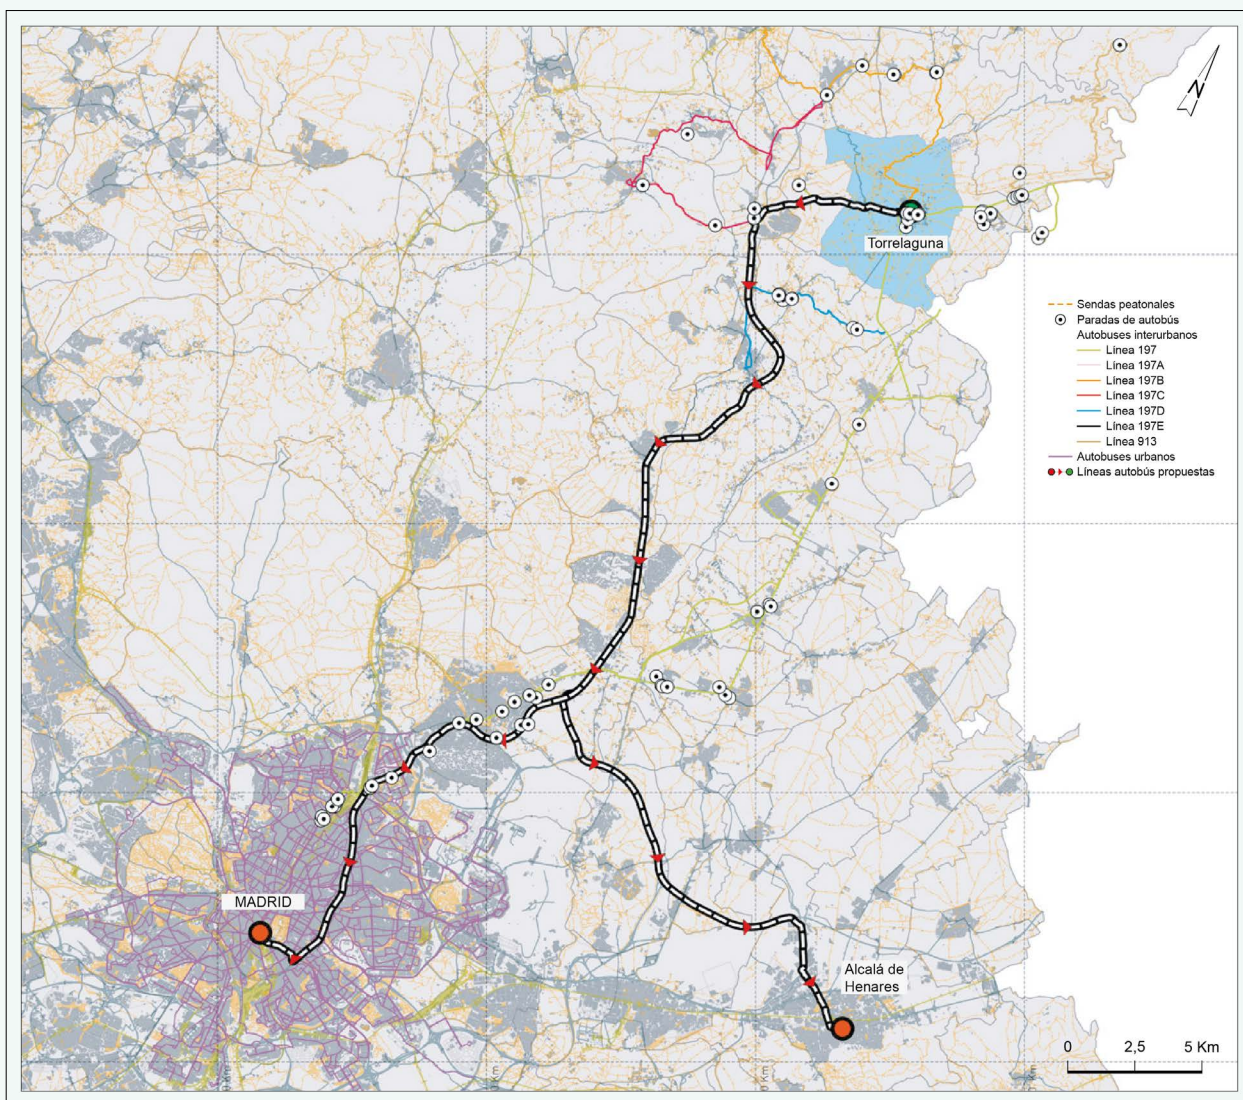 N
Torrelaguna
Sendas peatonales
Paradas de autobús
Autobuses interurbanos
Línea 197
Línea 197A
Línea 197B
Línea 197C
Línea 197D
Línea 197E
Línea 913
Autobuses urbanos
Líneas autobús propuestas
MADRID
Alcalá de
Henares
0 2,5 5 Km